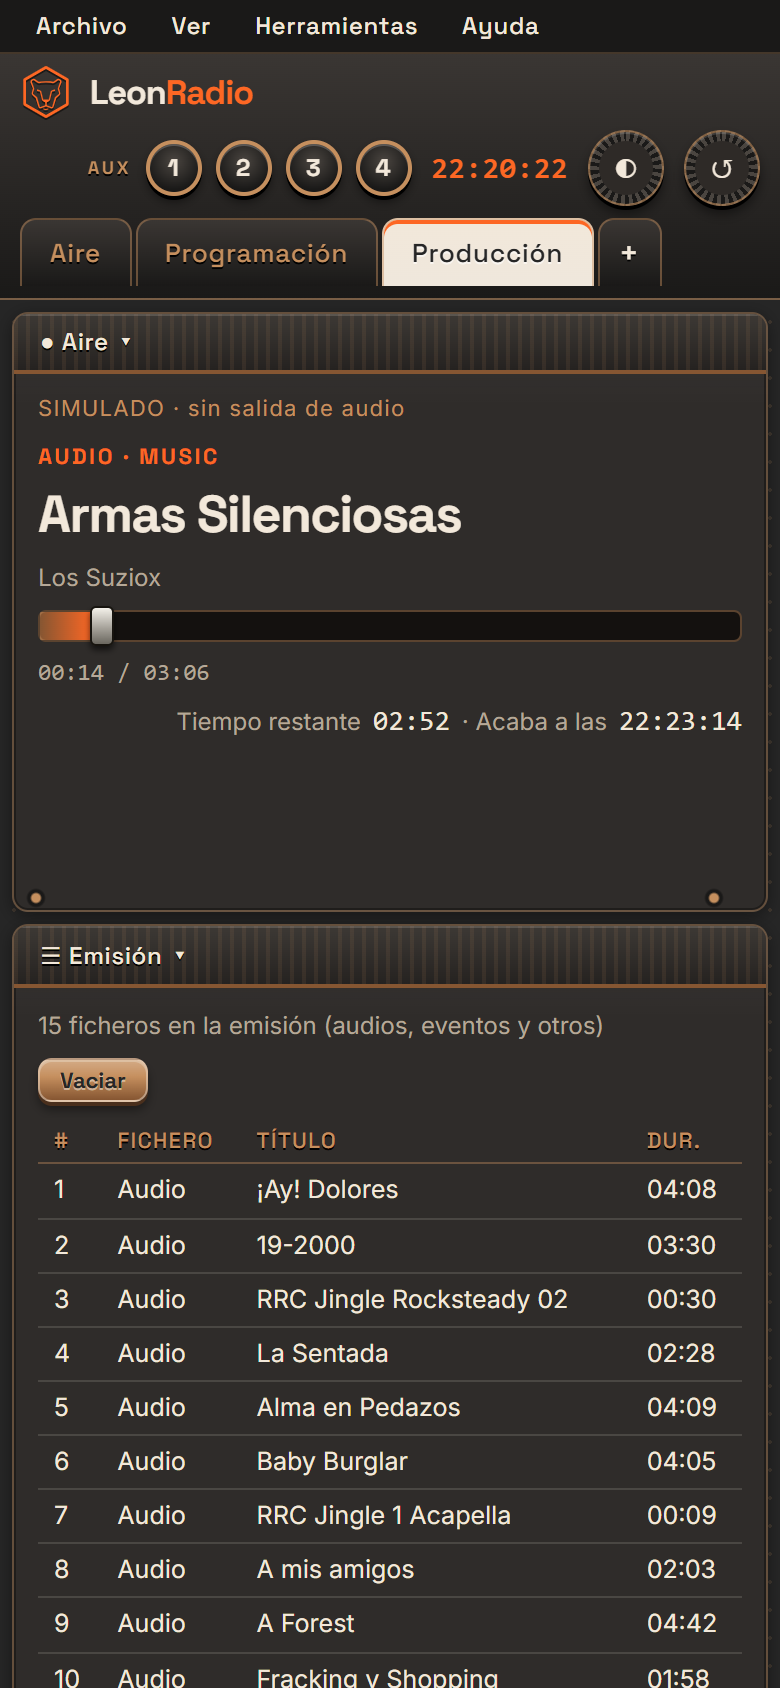 Archivo Ver Herramientas Ayuda
LeonRadio
AUX 1 2 3 4 22:20:22
Aire Programación Producción +
Aire
SIMULADO · sin salida de audio
AUDIO · MUSIC
Armas Silenciosas
Los Suziox
00:14 / 03:06
Tiempo restante 02:52 · Acaba a las 22:23:14
Emisión
15 ficheros en la emisión (audios, eventos y otros)
Vaciar
# FICHERO TÍTULO DUR.
1 Audio ¡Ay! Dolores 04:08
2 Audio 19-2000 03:30
3 Audio RRC Jingle Rocksteady 02 00:30
4 Audio La Sentada 02:28
5 Audio Alma en Pedazos 04:09
6 Audio Baby Burglar 04:05
7 Audio RRC Jingle 1 Acapella 00:09
8 Audio A mis amigos 02:03
9 Audio A Forest 04:42
10 Audio Fracking y Shopping 01:58